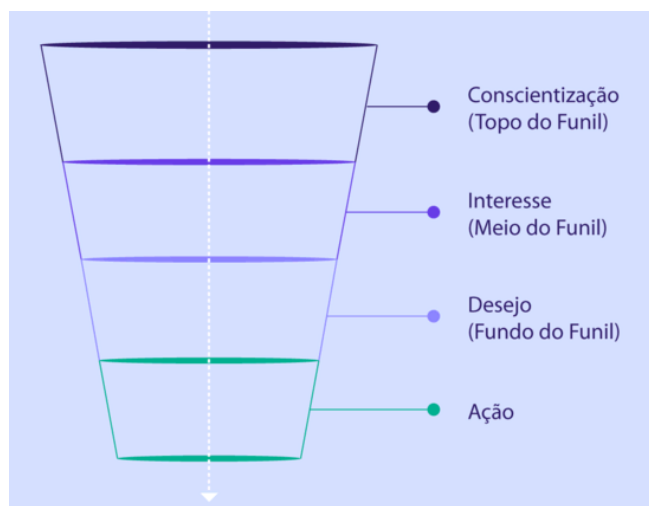 Conscientização
(Topo do Funil)
Interesse
(Meio do Funil)
Desejo
(Fundo do Funil)
Ação